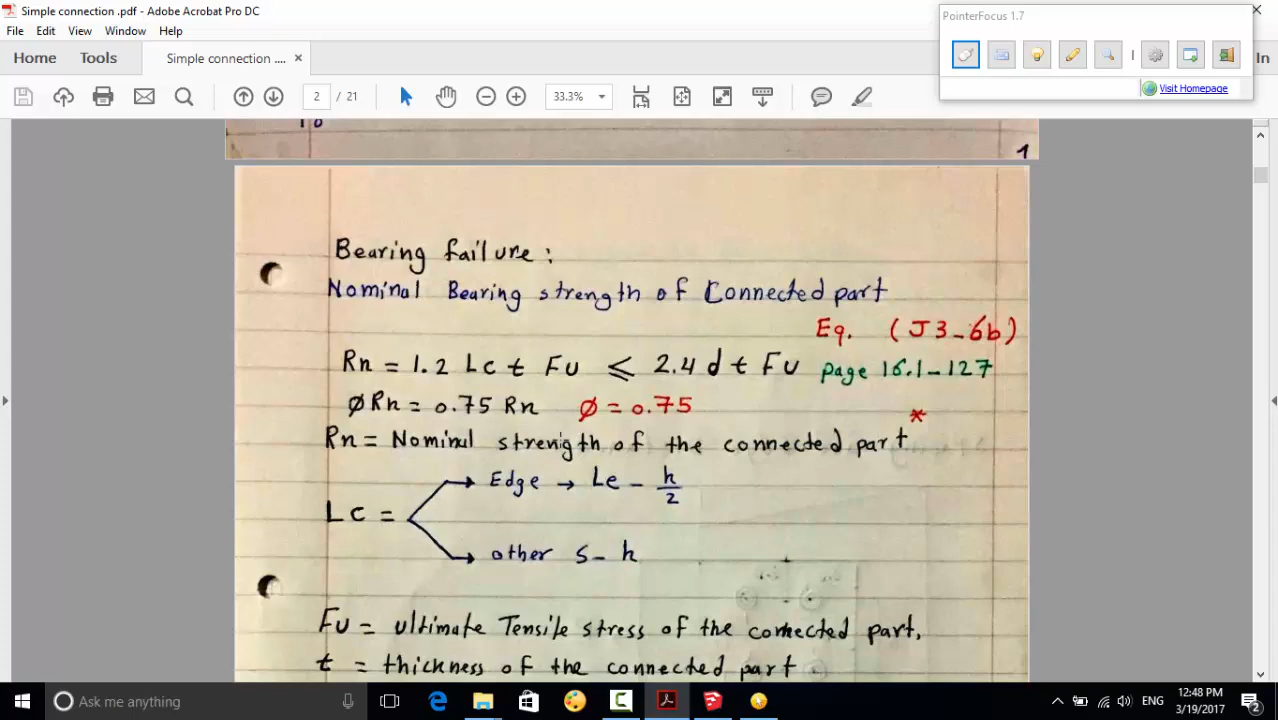 Simple connection .pdf - Adobe Acrobat Pro DC
File Edit View Window Help
PointerFocus 1.7
Home Tools Simple connection .... × In
2 / 21 33.3%
Visit Homepage
1
Bearing failure:
Nominal Bearing strength of Connected part
Eq. (J3-6b)
Rn = 1.2 Lc t Fu ≤ 2.4 d t Fu page 16.1-127
ØRn = 0.75 Rn Ø = 0.75
*
Rn = Nominal strength of the connected part
Edge → Le - h/2
Lc =
other s - h
Fu = ultimate Tensile stress of the connected part,
t = thickness of the connected part
Ask me anything
ENG
12:48 PM
3/19/2017
2